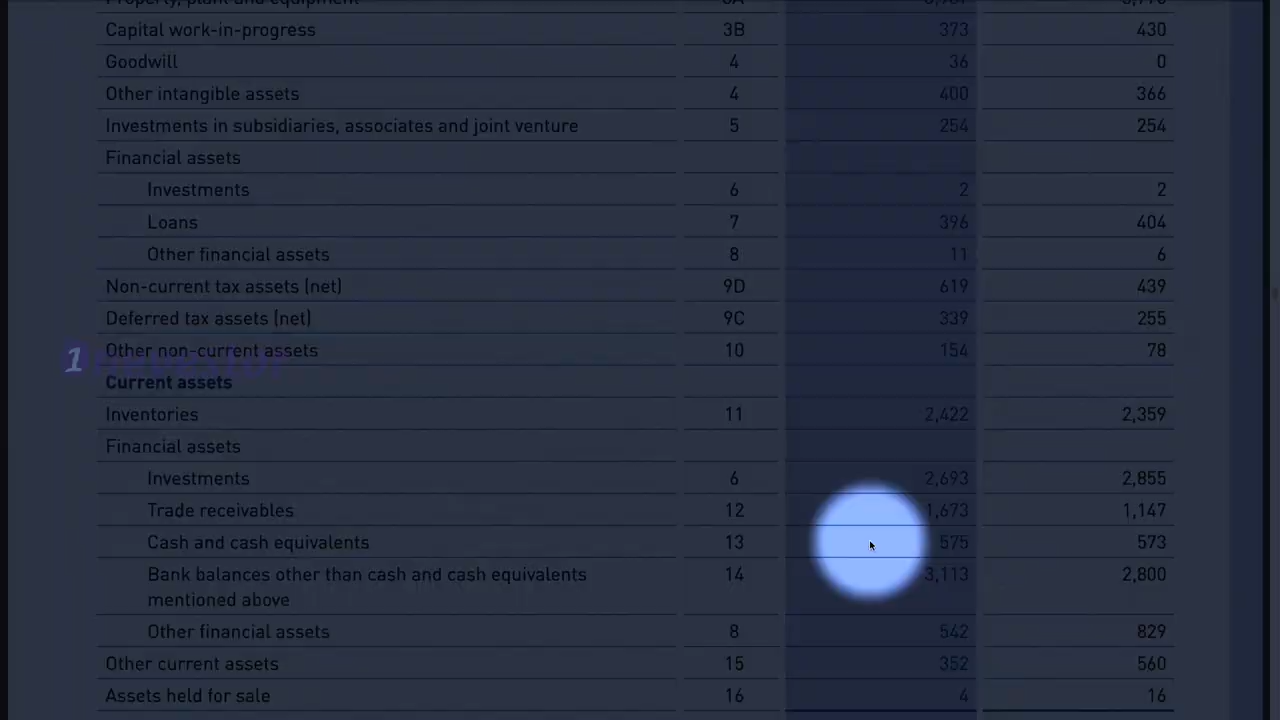 Capital work-in-progress 3B 373 430
Goodwill 4 36 0
Other intangible assets 4 400 366
Investments in subsidiaries, associates and joint venture 5 254 254
Financial assets
Investments 6 2 2
Loans 7 396 404
Other financial assets 8 11 6
Non-current tax assets (net) 9D 619 439
Deferred tax assets (net) 9C 339 255
Other non-current assets 10 154 78
Current assets
Inventories 11 2,422 2,359
Financial assets
Investments 6 2,693 2,855
Trade receivables 12 1,673 1,147
Cash and cash equivalents 13 575 573
Bank balances other than cash and cash equivalents 14 3,113 2,800
mentioned above
Other financial assets 8 542 829
Other current assets 15 352 560
Assets held for sale 16 4 16